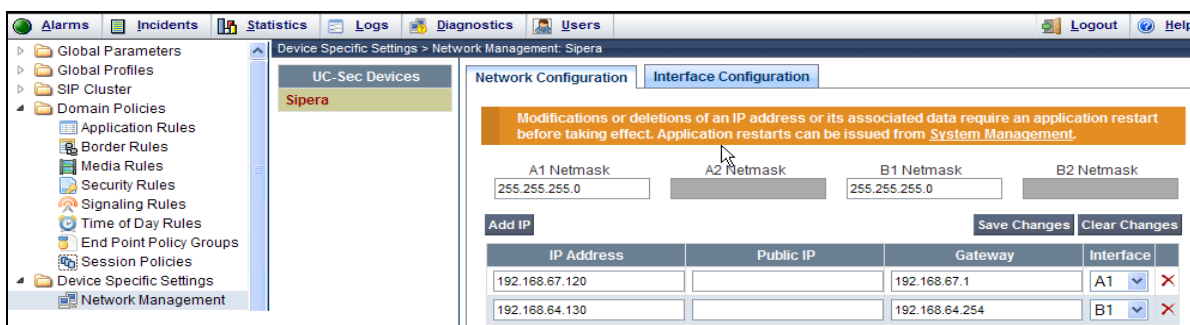 Alarms Incidents Statistics Logs Diagnostics Users Logout Help
Global Parameters
Global Profiles
SIP Cluster
Domain Policies
Application Rules
Border Rules
Media Rules
Security Rules
Signaling Rules
Time of Day Rules
End Point Policy Groups
Session Policies
Device Specific Settings
Network Management
Device Specific Settings > Network Management: Sipera
UC-Sec Devices
Sipera
Network Configuration Interface Configuration
Modifications or deletions of an IP address or its associated data require an application restart
before taking effect. Application restarts can be issued from System Management.
A1 Netmask A2 Netmask B1 Netmask B2 Netmask
255.255.255.0 255.255.255.0
Add IP Save Changes Clear Changes
IP Address Public IP Gateway Interface
192.168.67.120 192.168.67.1 A1
192.168.64.130 192.168.64.254 B1